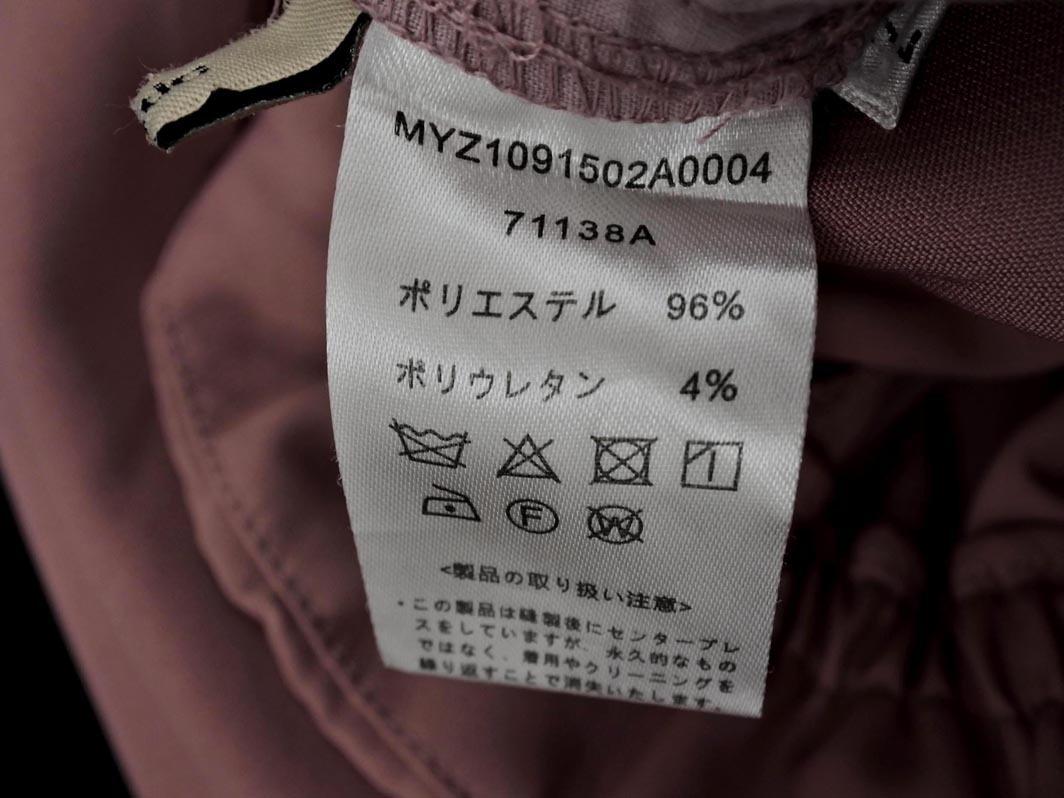 MYZ1091502A0004
71138A
ポリエステル 96%
ポリウレタン 4%
F W
<製品の取り扱い注意>
・この製品は縫製後にセンタープレ
スをしていますが、永久的なもの
ではなく、着用やクリーニングを
繰り返すことで消失いたします。